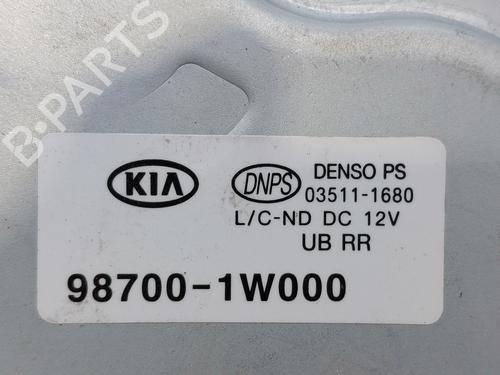 B-PARTS
KIA
DNPS
DENSO PS
03511-1680
L/C-ND DC 12V
UB RR
98700-1W000